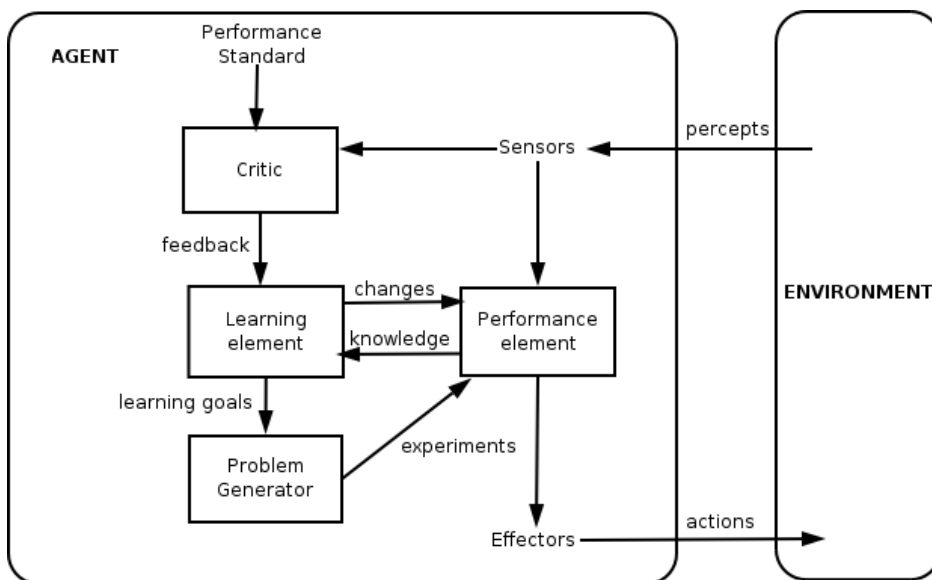 AGENT
Performance
Standard
percepts
Sensors
Critic
feedback
changes
ENVIRONMENT
Learning
element
Performance
element
knowledge
learning goals
experiments
Problem
Generator
Effectors
actions